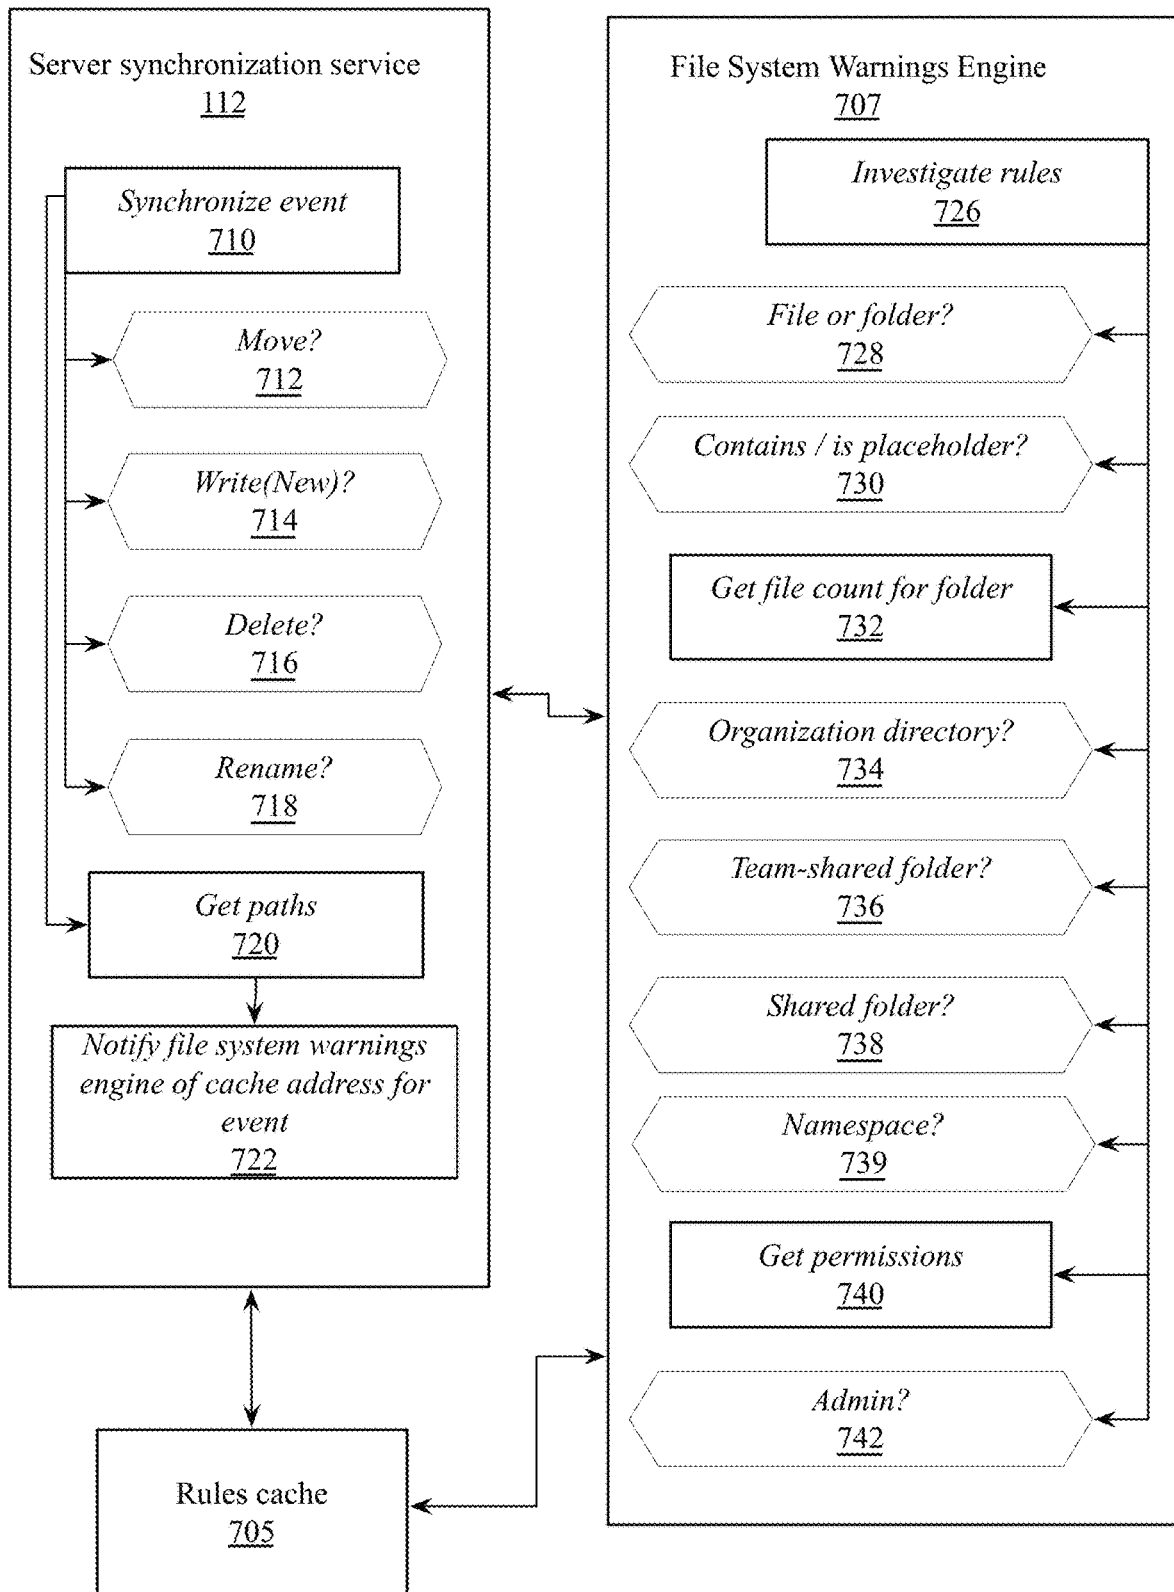 Server synchronization service
112
Synchronize event
710
Move?
712
Write(New)?
714
Delete?
716
Rename?
718
Get paths
720
Notify file system warnings
engine of cache address for
event
722
Rules cache
705
File System Warnings Engine
707
Investigate rules
726
File or folder?
728
Contains / is placeholder?
730
Get file count for folder
732
Organization directory?
734
Team-shared folder?
736
Shared folder?
738
Namespace?
739
Get permissions
740
Admin?
742